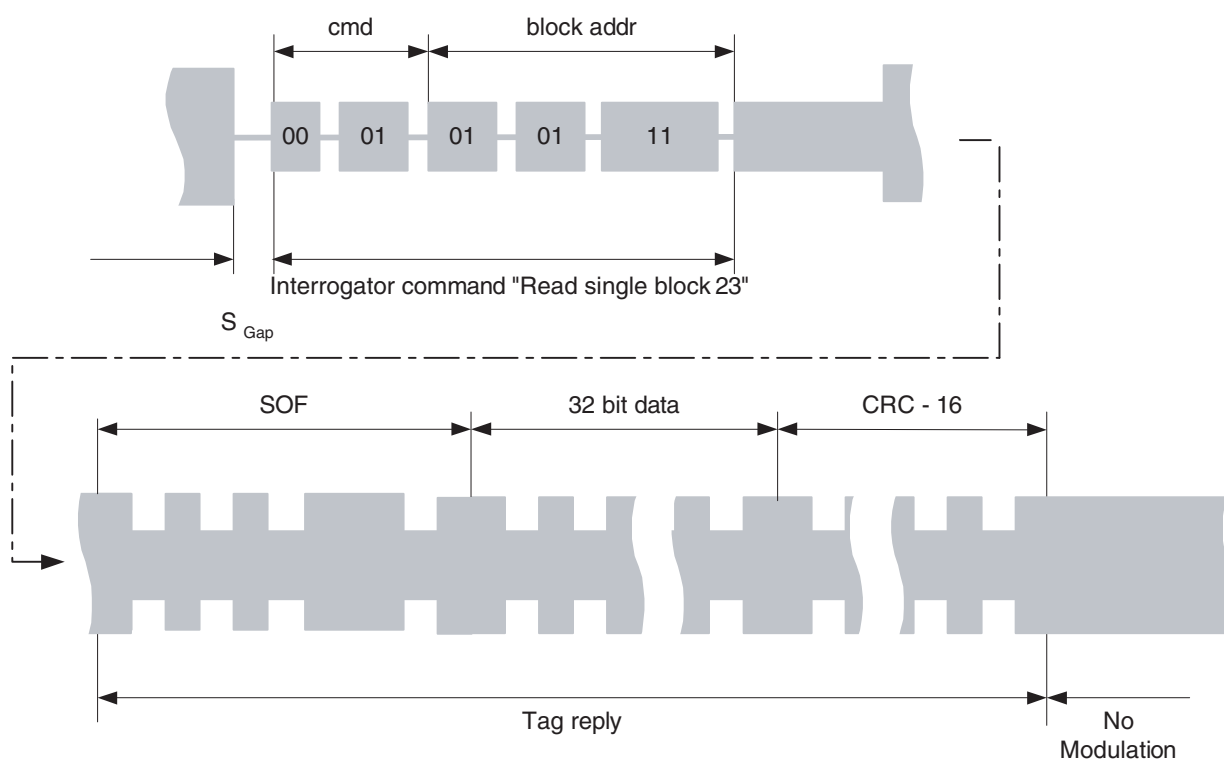 cmd block addr
00 01 01 01 11
Interrogator command "Read single block 23"
S Gap
SOF 32 bit data CRC - 16
Tag reply
No
Modulation